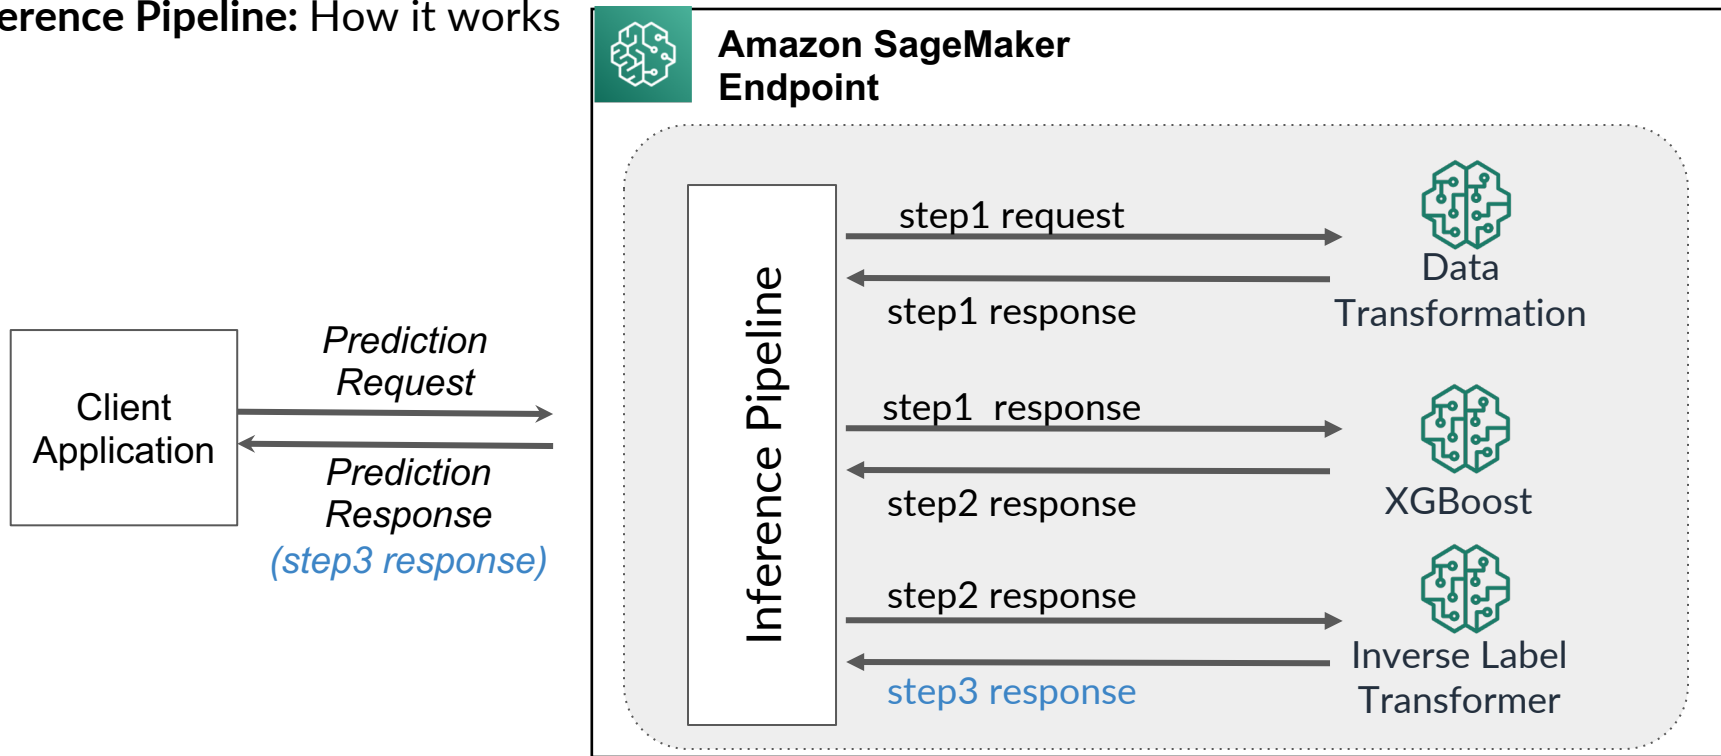 erence Pipeline: How it works
Amazon SageMaker
Endpoint
Client
Application
Prediction
Request
Prediction
Response
(step3 response)
Inference Pipeline
step1 request
step1 response
Data
Transformation
step1 response
step2 response
XGBoost
step2 response
step3 response
Inverse Label
Transformer